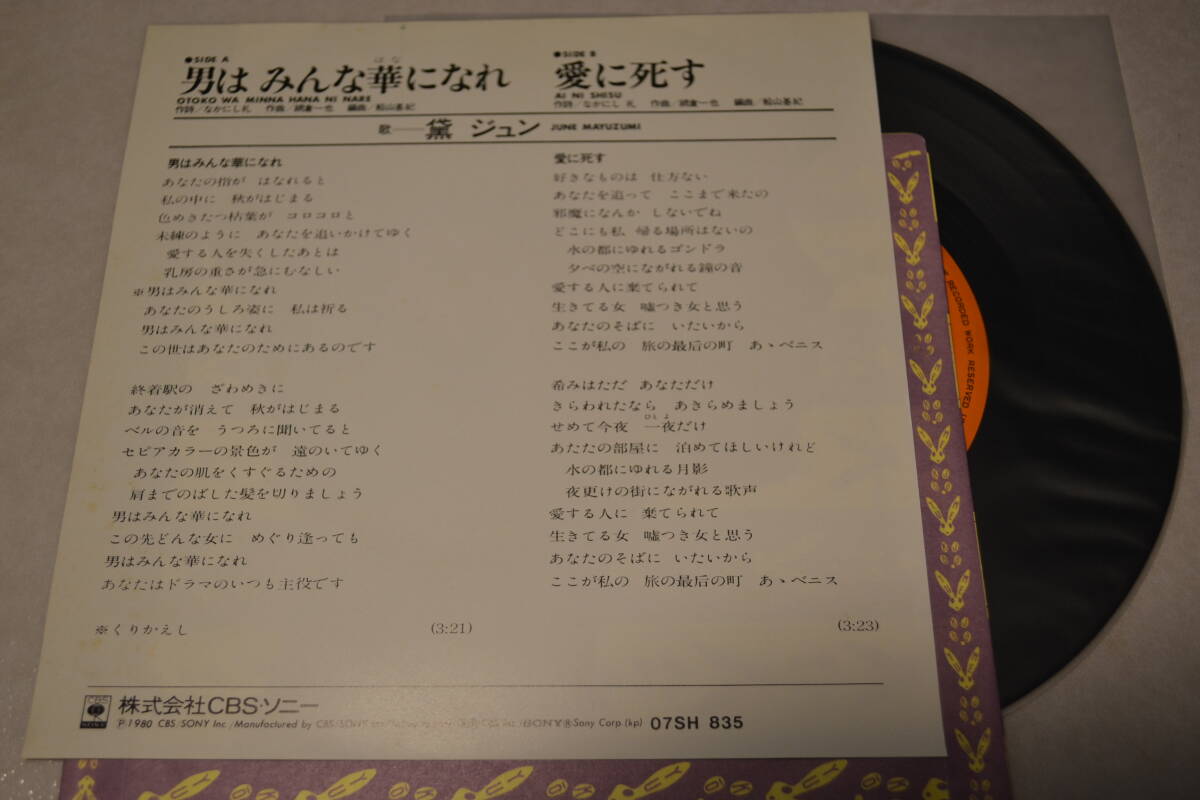 ●SIDE A
はな
男は みんな華になれ
OTOKO WA MINNA HANA NI NARE
作詩/なかにし礼 作曲/網倉一也 編曲/船山基紀
●SIDE B
愛に死す
AI NI SHISU
作詩/なかにし 礼 作曲/網倉一也 編曲/船山基紀
歌――黛 ジュン JUNE MAYUZUMI
男はみんな華になれ
あなたの指が はなれると
私の中に 秋がはじまる
色めきたつ枯葉が コロコロと
未練のように あなたを追いかけてゆく
愛する人を失くしたあとは
乳房の重さが急にむなしい
※男はみんな華になれ
あなたのうしろ姿に 私は祈る
男はみんな華になれ
この世はあなたのためにあるのです
終着駅の ざわめきに
あなたが消えて 秋がはじまる
ベルの音を うつろに聞いてると
セピアカラーの景色が 遠のいてゆく
あなたの肌をくすぐるための
肩までのばした髪を切りましょう
男はみんな華になれ
この先どんな女に めぐり逢っても
男はみんな華になれ
あなたはドラマのいつも主役です
※くりかえし (3:21)
愛に死す
好きなものは 仕方ない
あなたを追って ここまで来たの
邪魔になんか しないでね
どこにも私 帰る場所はないの
水の都にゆれるゴンドラ
夕べの空にながれる鐘の音
愛する人に棄てられて
生きてる女 嘘つき女と思う
あなたのそばに いたいから
ここが私の 旅の最后の町 あゝベニス
希みはただ あなただけ
きらわれたなら あきらめましょう
ひとよ
せめて今夜 一夜だけ
あたたの部屋に 泊めてほしいけれど
水の都にゆれる月影
夜更けの街にながれる歌声
愛する人に 棄てられて
生きてる女 嘘つき女と思う
あなたのそばに いたいから
ここが私の 旅の最后の町 あゝベニス
(3:23)
株式会社CBS・ソニー
Ⓟ1980 CBS/SONY Inc./Manufactured by CBS/SONY Inc. SONY®Sony Corp.(kp) 07SH 835
RECORDED WORK RESERVED